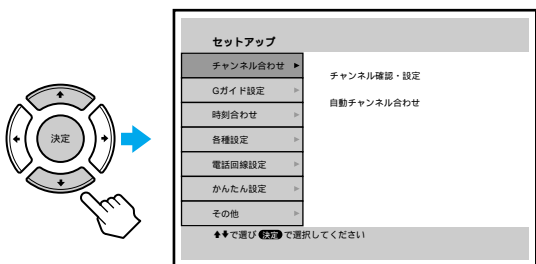 セットアップ
チャンネル合わせ
チャンネル確認・設定
Gガイド設定
自動チャンネル合わせ
時刻合わせ
各種設定
電話回線設定
かんたん設定
その他
で選び 決定 で選択してください
決定